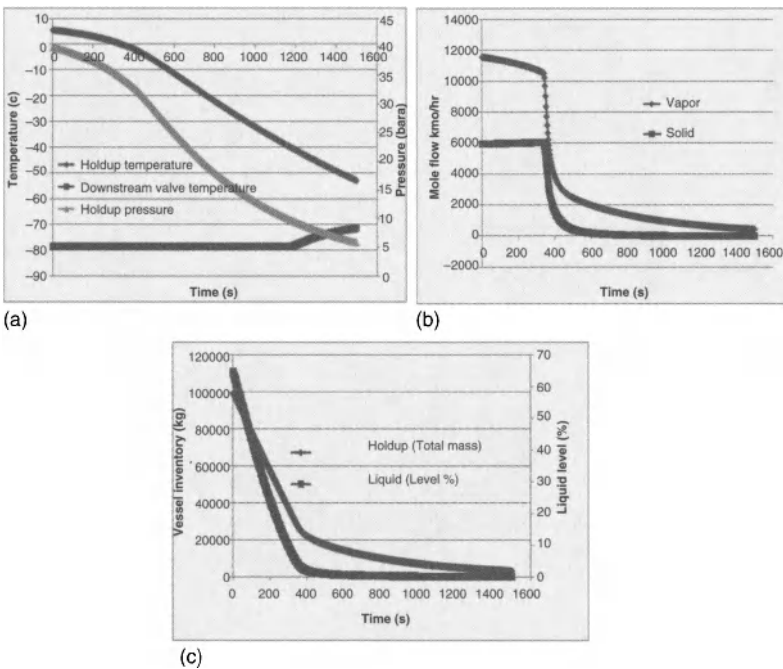 10
0
−10
−20
−30
−40
−50
−60
−70
−80
−90
Temperature (c)
0 200 400 600 800 1000 1200 1400 1600
45
40
35
30
25
20
15
10
5
0
Pressure (bara)
Holdup temperature
Downstream valve temperature
Holdup pressure
Time (s)
(a)
14000
12000
10000
8000
6000
4000
2000
0
−2000
Mole flow kmo/hr
Vapor
Solid
0 200 400 600 800 1000 1200 1400 1600
Time (s)
(b)
120000
100000
80000
60000
40000
20000
0
Vessel inventory (kg)
70
60
50
40
30
20
10
0
Liquid level (%)
Holdup (Total mass)
Liquid (Level %)
0 200 400 600 800 1000 1200 1400 1600
Time (s)
(c)